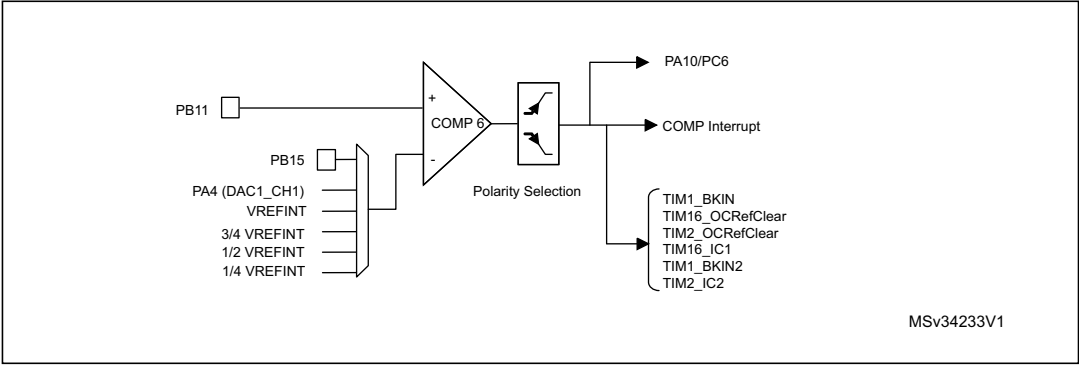 PA10/PC6
PB11
+
COMP 6
-
COMP Interrupt
PB15
PA4 (DAC1_CH1)
VREFINT
3/4 VREFINT
1/2 VREFINT
1/4 VREFINT
Polarity Selection
TIM1_BKIN
TIM16_OCRefClear
TIM2_OCRefClear
TIM16_IC1
TIM1_BKIN2
TIM2_IC2
MSv34233V1